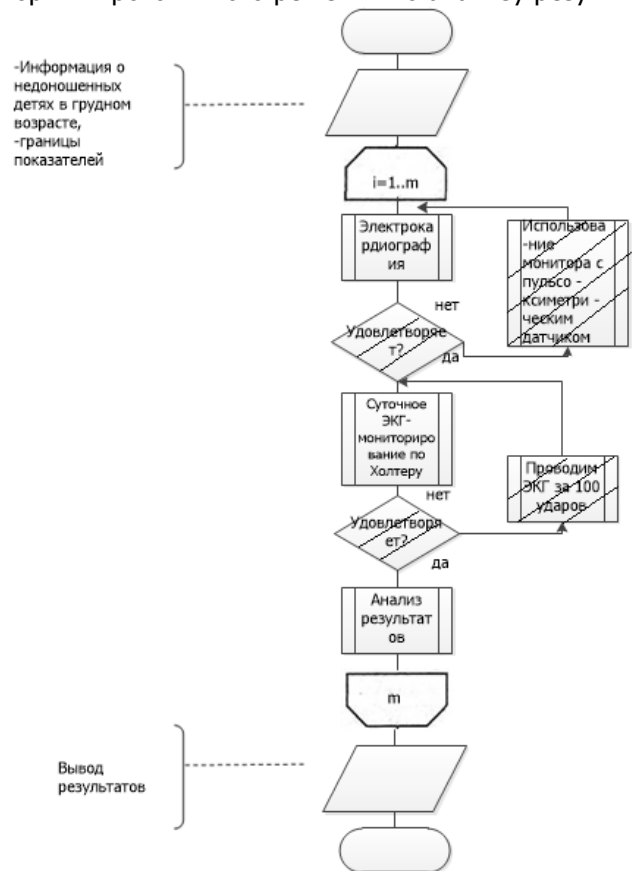 -Информация о
недоношенных
детях в грудном
возрасте,
-границы
показателей
i=1..m
Электрока
рдиограф
ия
Использова
-ние
монитора с
пульсо -
ксиметри -
ческим
датчиком
нет
Удовлетворяе
т?
да
Суточное
ЭКГ-
мониториро
вание по
Холтеру
Проводим
ЭКГ за 100
ударов
нет
Удовлетворя
ет?
да
Анализ
результат
ов
m
Вывод
результатов